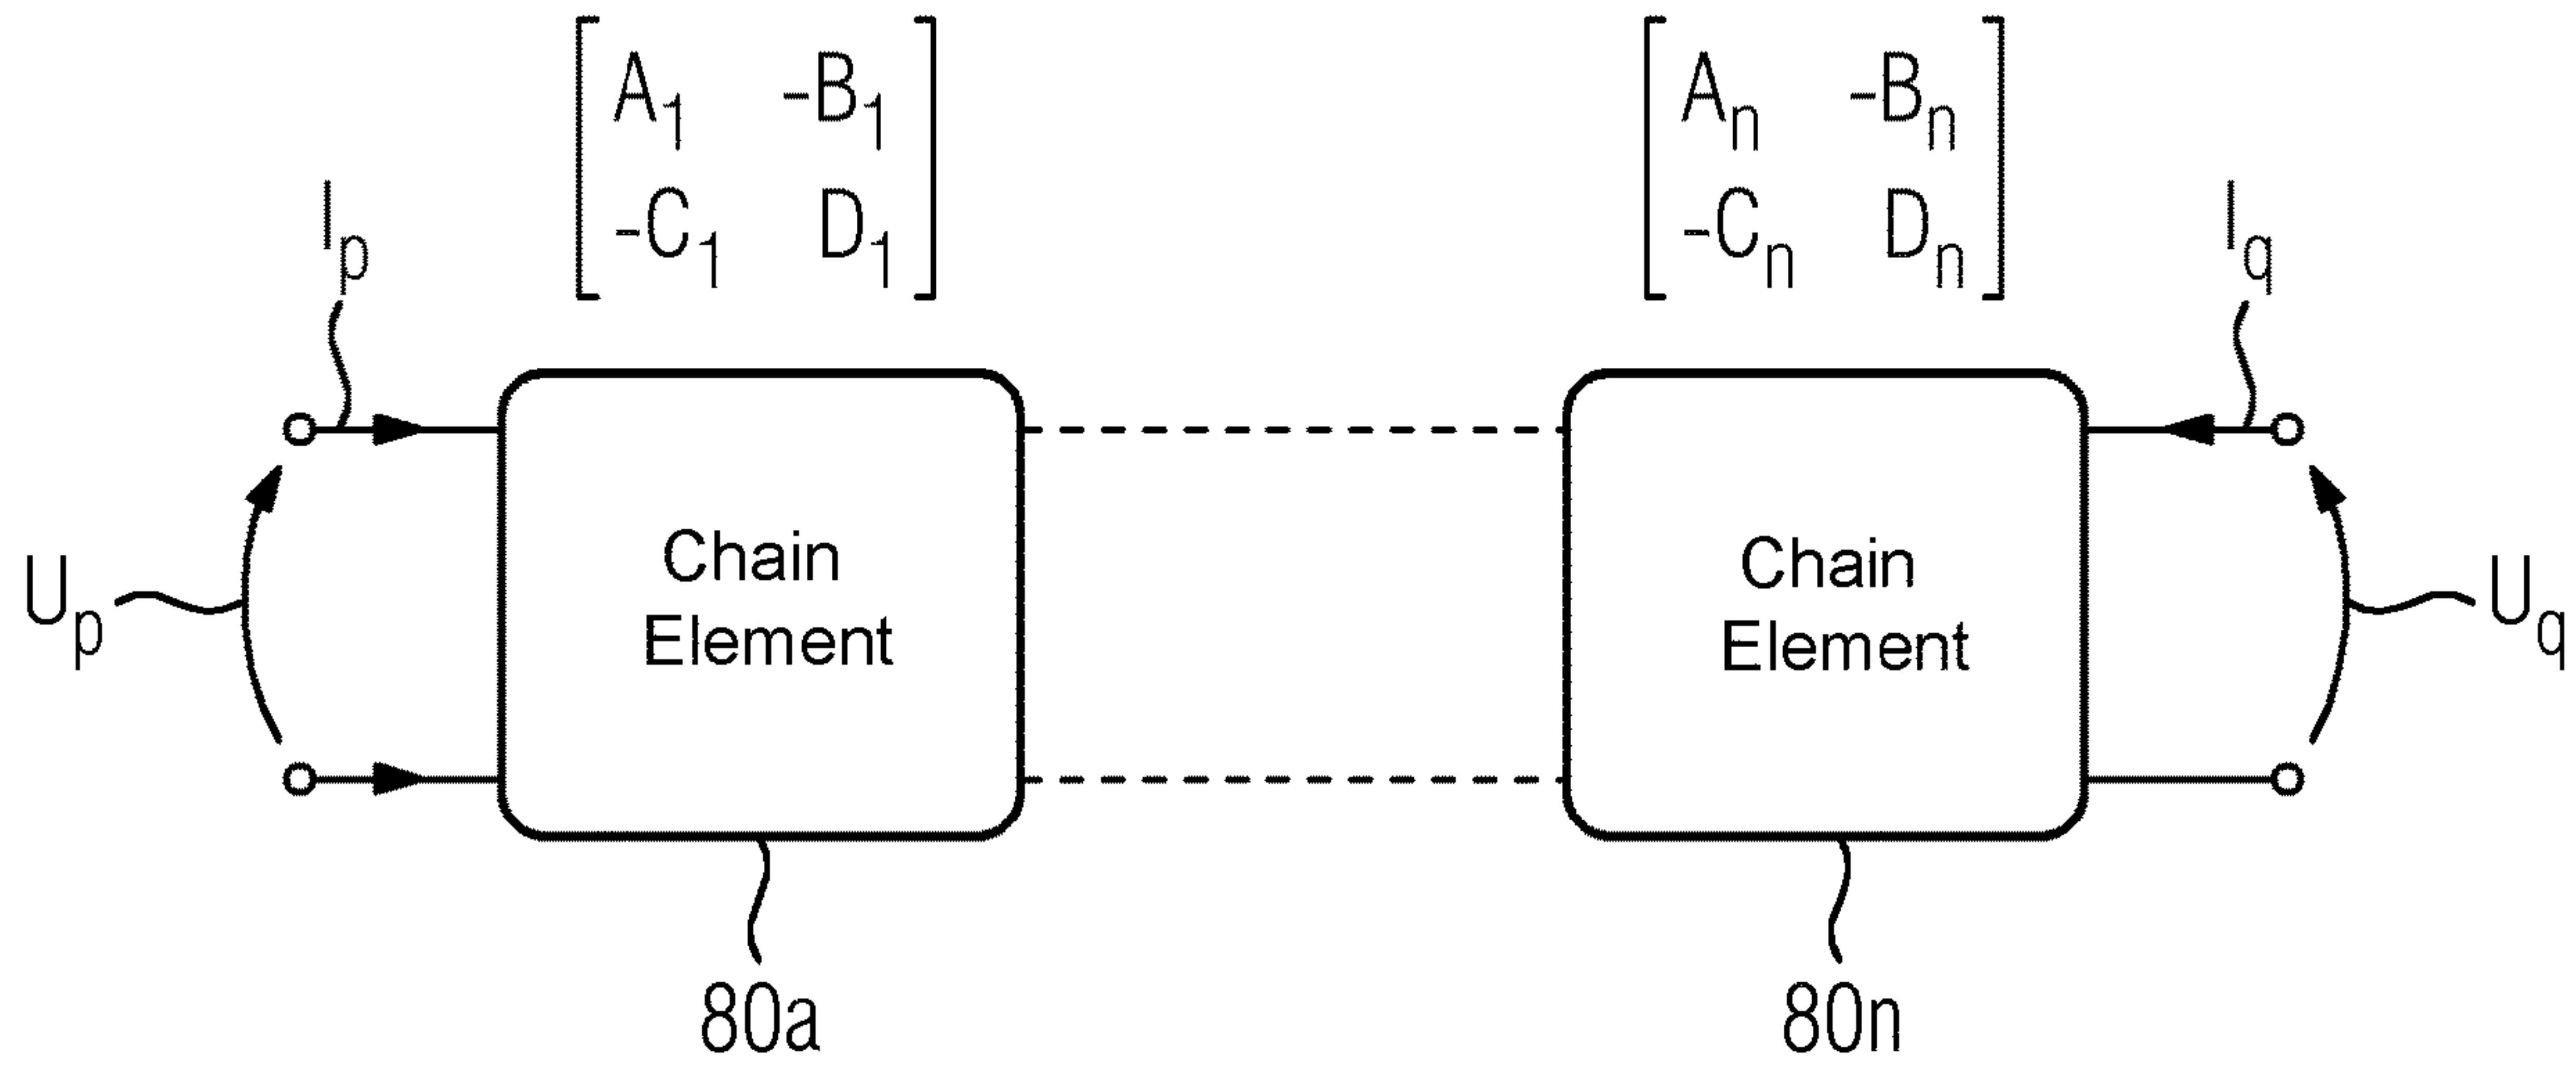 A1 -B1
-C1 D1
An -Bn
-Cn Dn
Ip
Iq
Up
Chain
Element
Chain
Element
Uq
80a
80n